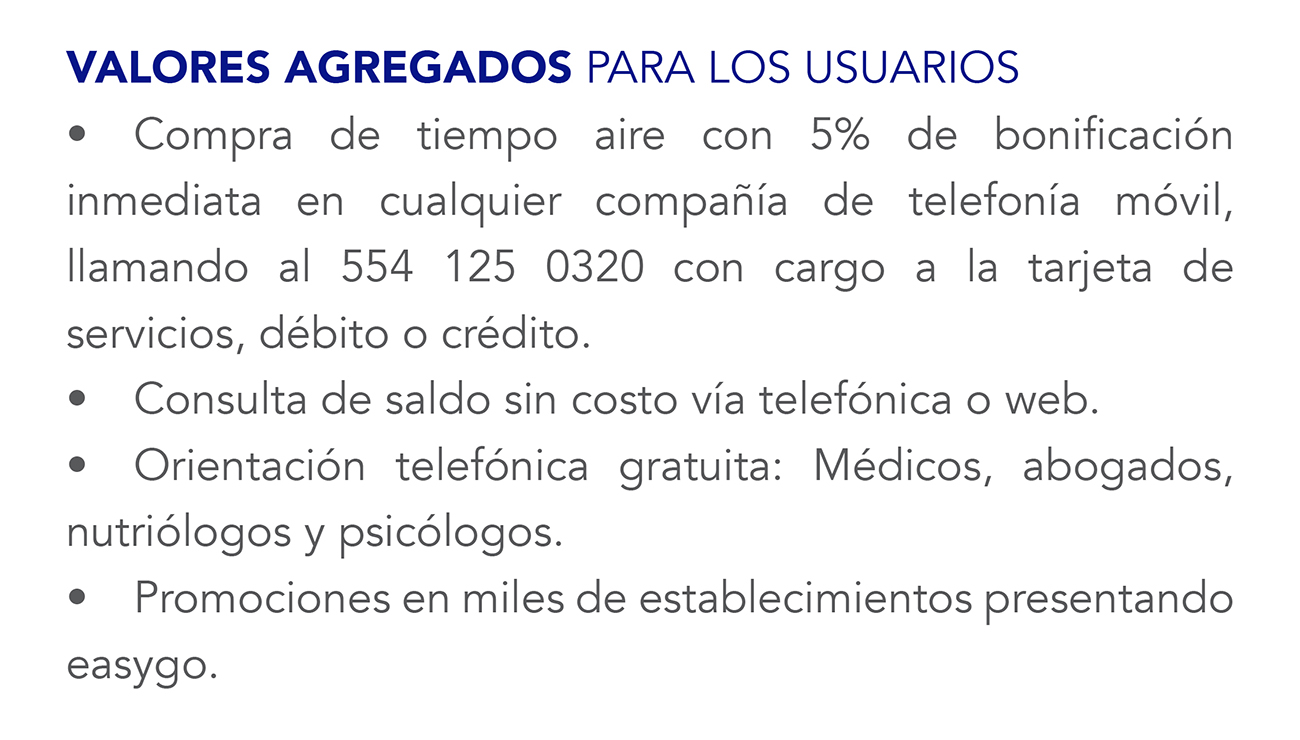 VALORES AGREGADOS PARA LOS USUARIOS
• Compra de tiempo aire con 5% de bonificación
inmediata en cualquier compañía de telefonía móvil,
llamando al 554 125 0320 con cargo a la tarjeta de
servicios, débito o crédito.
• Consulta de saldo sin costo vía telefónica o web.
• Orientación telefónica gratuita: Médicos, abogados,
nutriólogos y psicólogos.
• Promociones en miles de establecimientos presentando
easygo.